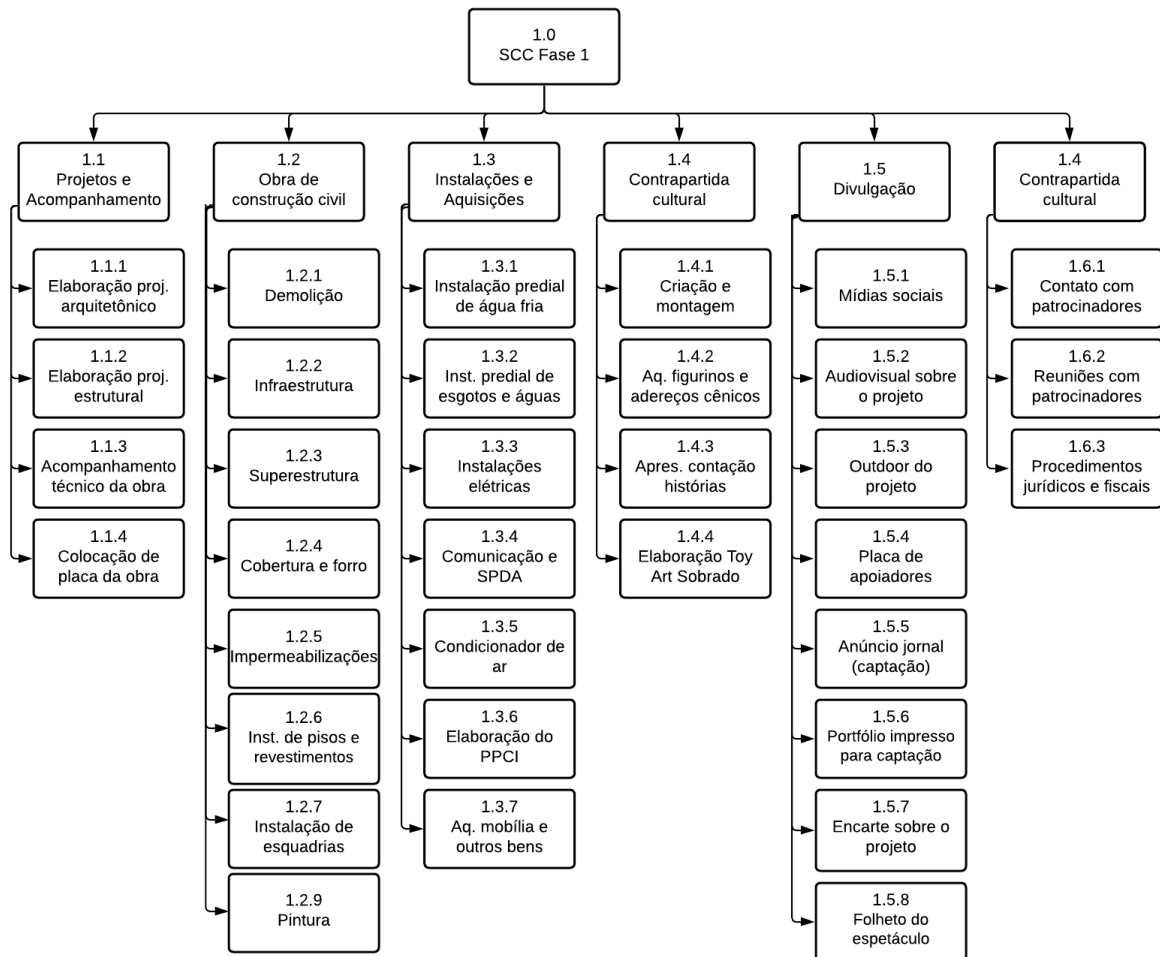 1.0
SCC Fase 1
1.1
Projetos e
Acompanhamento
1.1.1
Elaboração proj.
arquitetônico
1.1.2
Elaboração proj.
estrutural
1.1.3
Acompanhamento
técnico da obra
1.1.4
Colocação de
placa da obra
1.2
Obra de
construção civil
1.2.1
Demolição
1.2.2
Infraestrutura
1.2.3
Superestrutura
1.2.4
Cobertura e forro
1.2.5
Impermeabilizações
1.2.6
Inst. de pisos e
revestimentos
1.2.7
Instalação de
esquadrias
1.2.9
Pintura
1.3
Instalações e
Aquisições
1.3.1
Instalação predial
de água fria
1.3.2
Inst. predial de
esgotos e águas
1.3.3
Instalações
elétricas
1.3.4
Comunicação e
SPDA
1.3.5
Condicionador de
ar
1.3.6
Elaboração do
PPCI
1.3.7
Aq. mobília e
outros bens
1.4
Contrapartida
cultural
1.4.1
Criação e
montagem
1.4.2
Aq. figurinos e
adereços cênicos
1.4.3
Apres. contação
histórias
1.4.4
Elaboração Toy
Art Sobrado
1.5
Divulgação
1.5.1
Mídias sociais
1.5.2
Audiovisual sobre
o projeto
1.5.3
Outdoor do
projeto
1.5.4
Placa de
apoiadores
1.5.5
Anúncio jornal
(captação)
1.5.6
Portfólio impresso
para captação
1.5.7
Encarte sobre o
projeto
1.5.8
Folheto do
espetáculo
1.4
Contrapartida
cultural
1.6.1
Contato com
patrocinadores
1.6.2
Reuniões com
patrocinadores
1.6.3
Procedimentos
jurídicos e fiscais